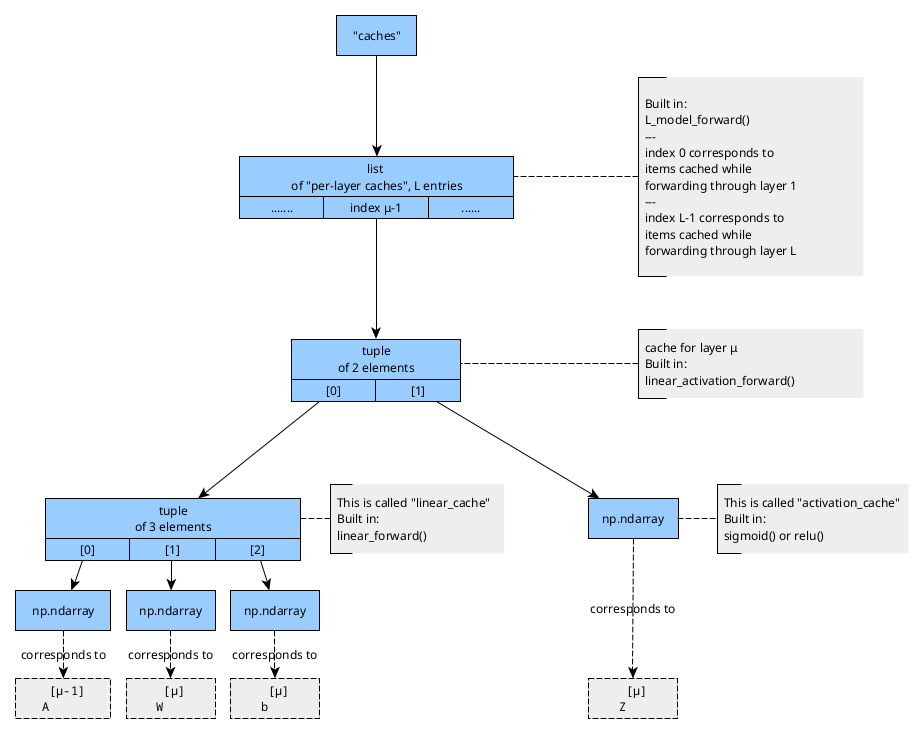 "caches"
Built in:
L_model_forward()
---
index 0 corresponds to
items cached while
forwarding through layer 1
---
index L-1 corresponds to
items cached while
forwarding through layer L
list
of "per-layer caches", L entries
....... index μ-1 ......
tuple
of 2 elements
[0] [1]
cache for layer μ
Built in:
linear_activation_forward()
tuple
of 3 elements
[0] [1] [2]
This is called "linear_cache"
Built in:
linear_forward()
np.ndarray
This is called "activation_cache"
Built in:
sigmoid() or relu()
np.ndarray np.ndarray np.ndarray
corresponds to
corresponds to corresponds to corresponds to
[μ-1]
A
[μ]
W
[μ]
b
[μ]
Z